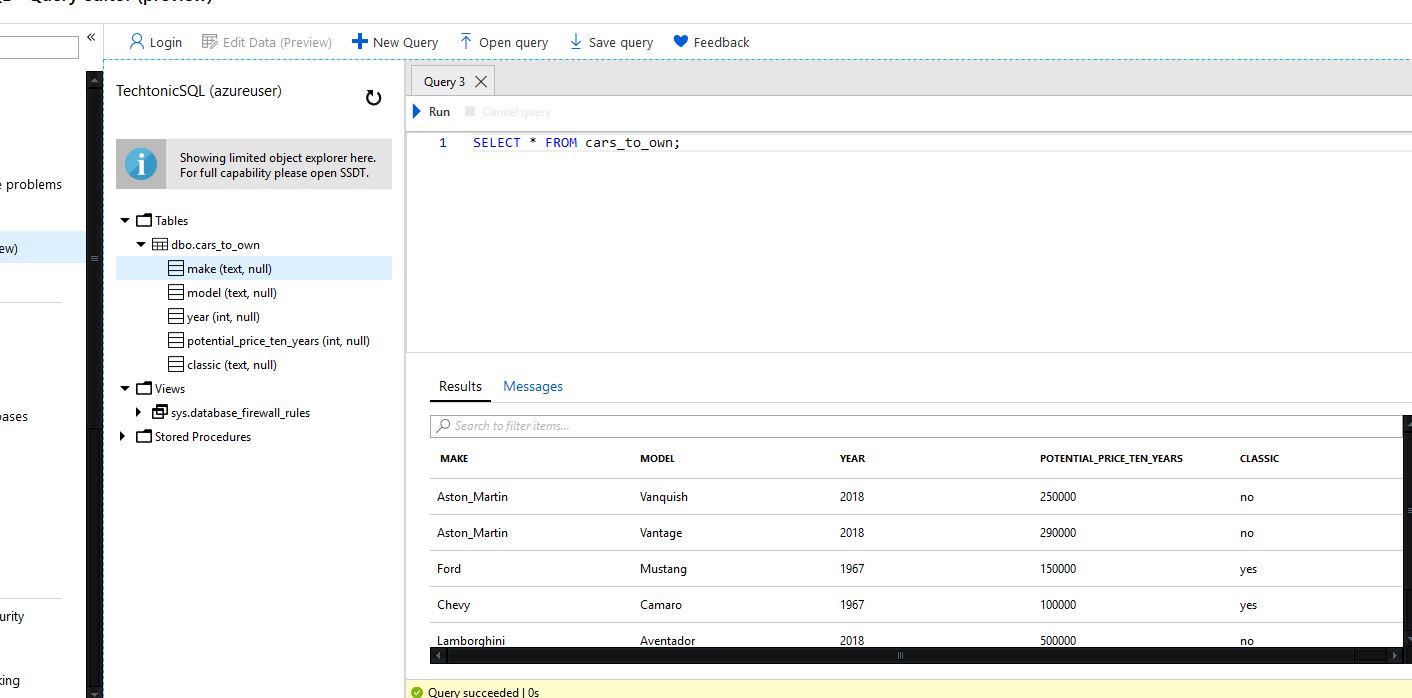 Query editor (preview)
«
Login
Edit Data (Preview)
New Query
Open query
Save query
Feedback
TechtonicSQL (azureuser)
Showing limited object explorer here.
For full capability please open SSDT.
Tables
dbo.cars_to_own
make (text, null)
model (text, null)
year (int, null)
potential_price_ten_years (int, null)
classic (text, null)
Views
sys.database_firewall_rules
Stored Procedures
problems
ew)
ases
urity
king
Query 3
Run
Cancel query
1 SELECT * FROM cars_to_own;
Results Messages
Search to filter items...
MAKE MODEL YEAR POTENTIAL_PRICE_TEN_YEARS CLASSIC
Aston_Martin Vanquish 2018 250000 no
Aston_Martin Vantage 2018 290000 no
Ford Mustang 1967 150000 yes
Chevy Camaro 1967 100000 yes
Lamborghini Aventador 2018 500000 no
Query succeeded | 0s